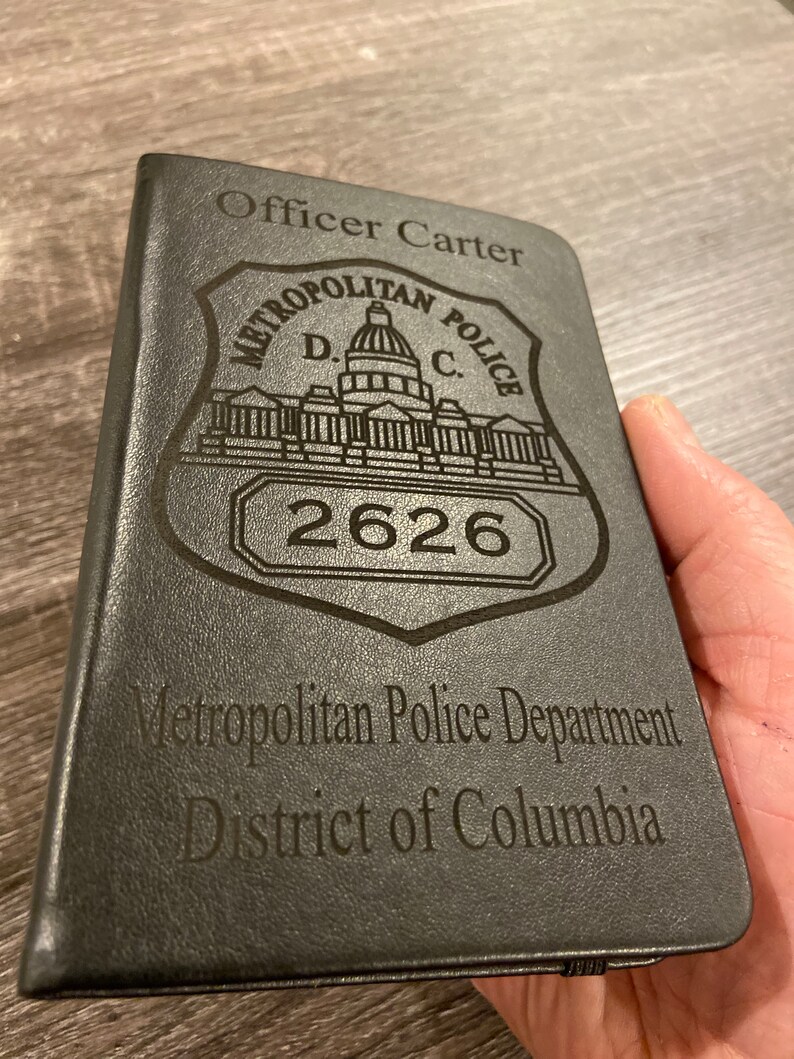 Officer Carter
METROPOLITAN POLICE
D. C.
2626
Metropolitan Police Department
District of Columbia